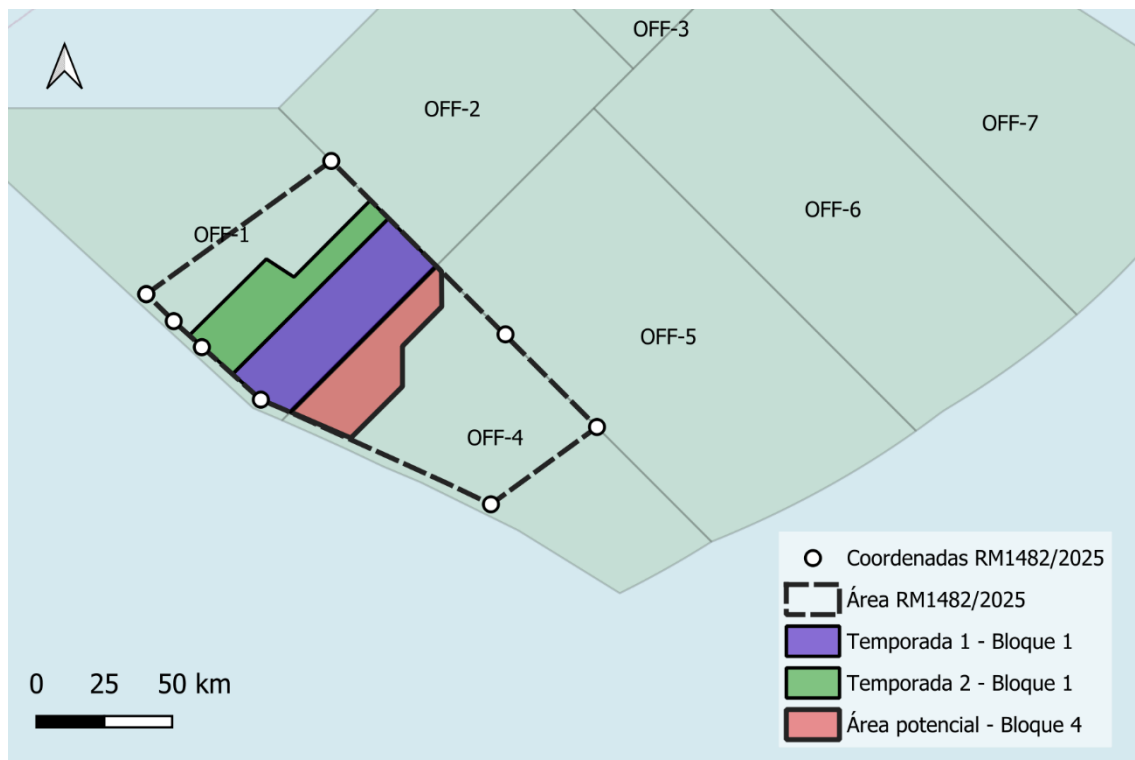 OFF-3
OFF-2
OFF-7
OFF-6
OFF-1
OFF-5
OFF-4
Coordenadas RM1482/2025
Área RM1482/2025
Temporada 1 - Bloque 1
Temporada 2 - Bloque 1
Área potencial - Bloque 4
0 25 50 km